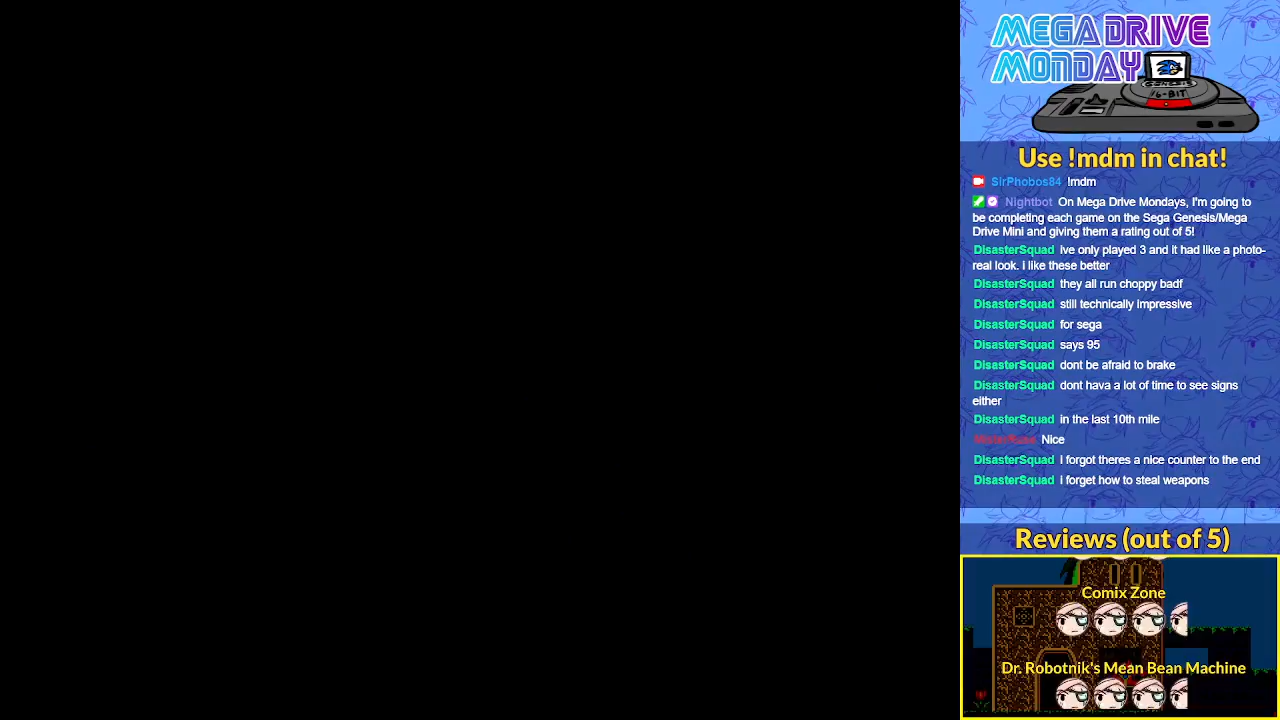 MEGA DRIVE
MONDAY
GENESIS
16-BIT
Use !mdm in chat!
SirPhobos84 !mdm
Nightbot On Mega Drive Mondays, I'm going to
be completing each game on the Sega Genesis/Mega
Drive Mini and giving them a rating out of 5!
DisasterSquad ive only played 3 and it had like a photo-
real look. i like these better
DisasterSquad they all run choppy badf
DisasterSquad still technically impressive
DisasterSquad for sega
DisasterSquad says 95
DisasterSquad dont be afraid to brake
DisasterSquad dont hava a lot of time to see signs
either
DisasterSquad in the last 10th mile
Nice
DisasterSquad i forgot theres a nice counter to the end
DisasterSquad i forget how to steal weapons
Reviews (out of 5)
Comix Zone
Dr. Robotnik's Mean Bean Machine